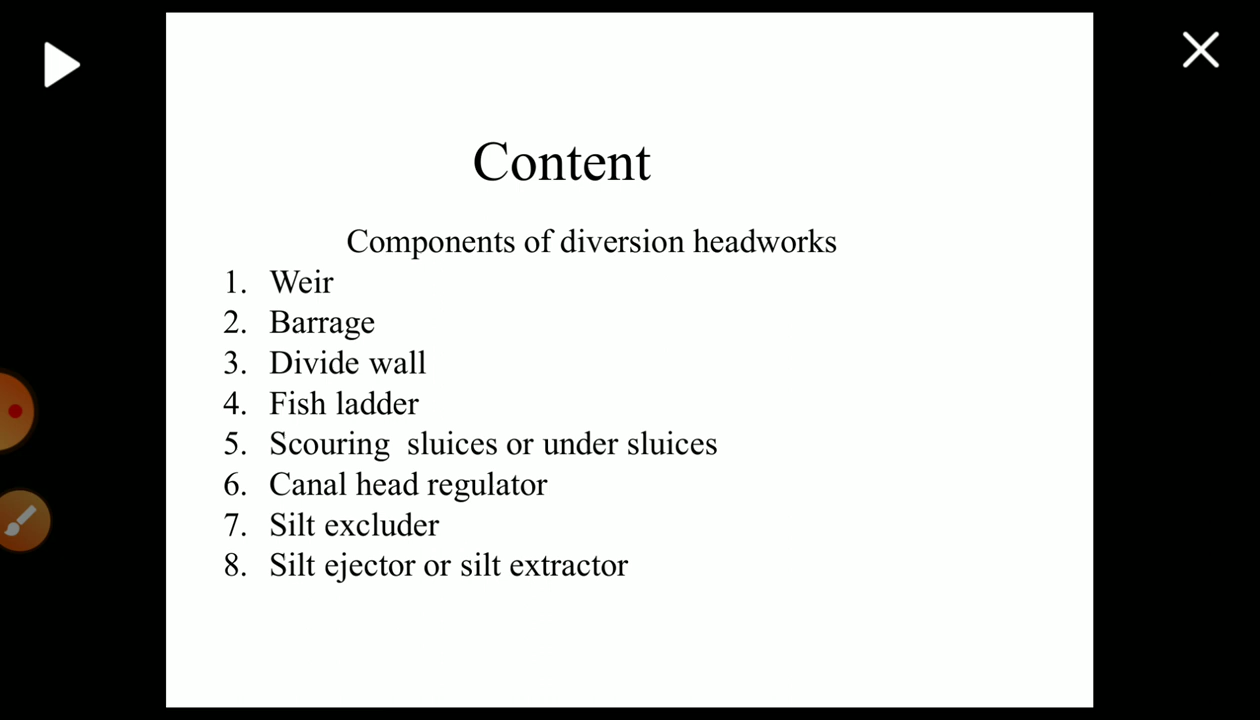 Content
Components of diversion headworks
1. Weir
2. Barrage
3. Divide wall
4. Fish ladder
5. Scouring  sluices or under sluices
6. Canal head regulator
7. Silt excluder
8. Silt ejector or silt extractor